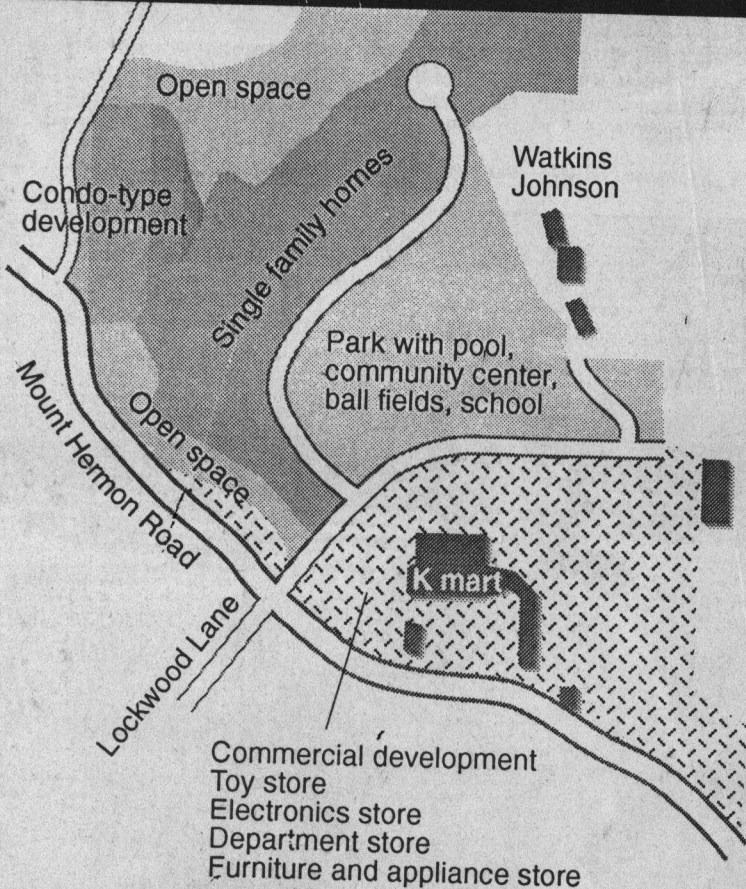 Open space
Watkins
Johnson
Condo-type
development
Single family homes
Park with pool,
community center,
ball fields, school
Open space
Mount Hermon Road
K mart
Lockwood Lane
Commercial development
Toy store
Electronics store
Department store
Furniture and appliance store